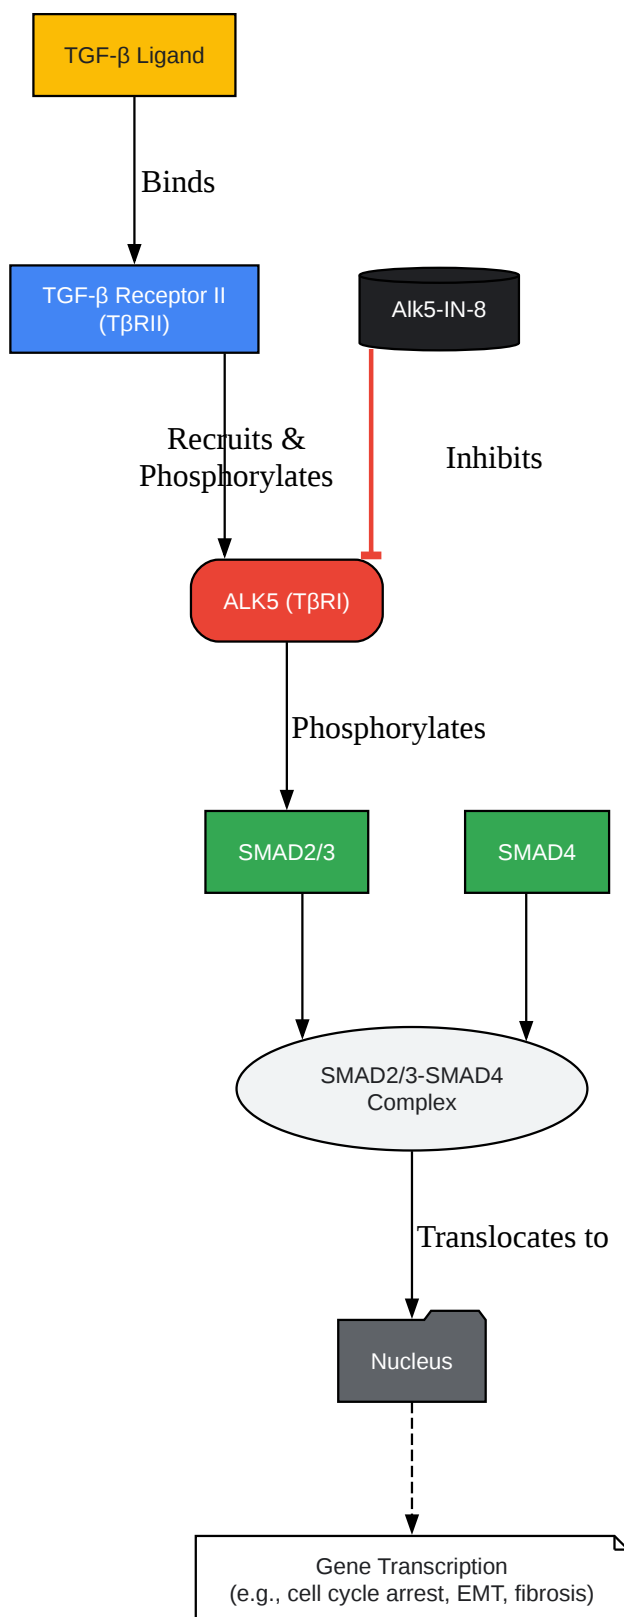 TGF-β Ligand
Binds
TGF-β Receptor II
(TβRII)
Alk5-IN-8
Recruits &
Phosphorylates
Inhibits
ALK5 (TβRI)
Phosphorylates
SMAD2/3
SMAD4
SMAD2/3-SMAD4
Complex
Translocates to
Nucleus
Gene Transcription
(e.g., cell cycle arrest, EMT, fibrosis)